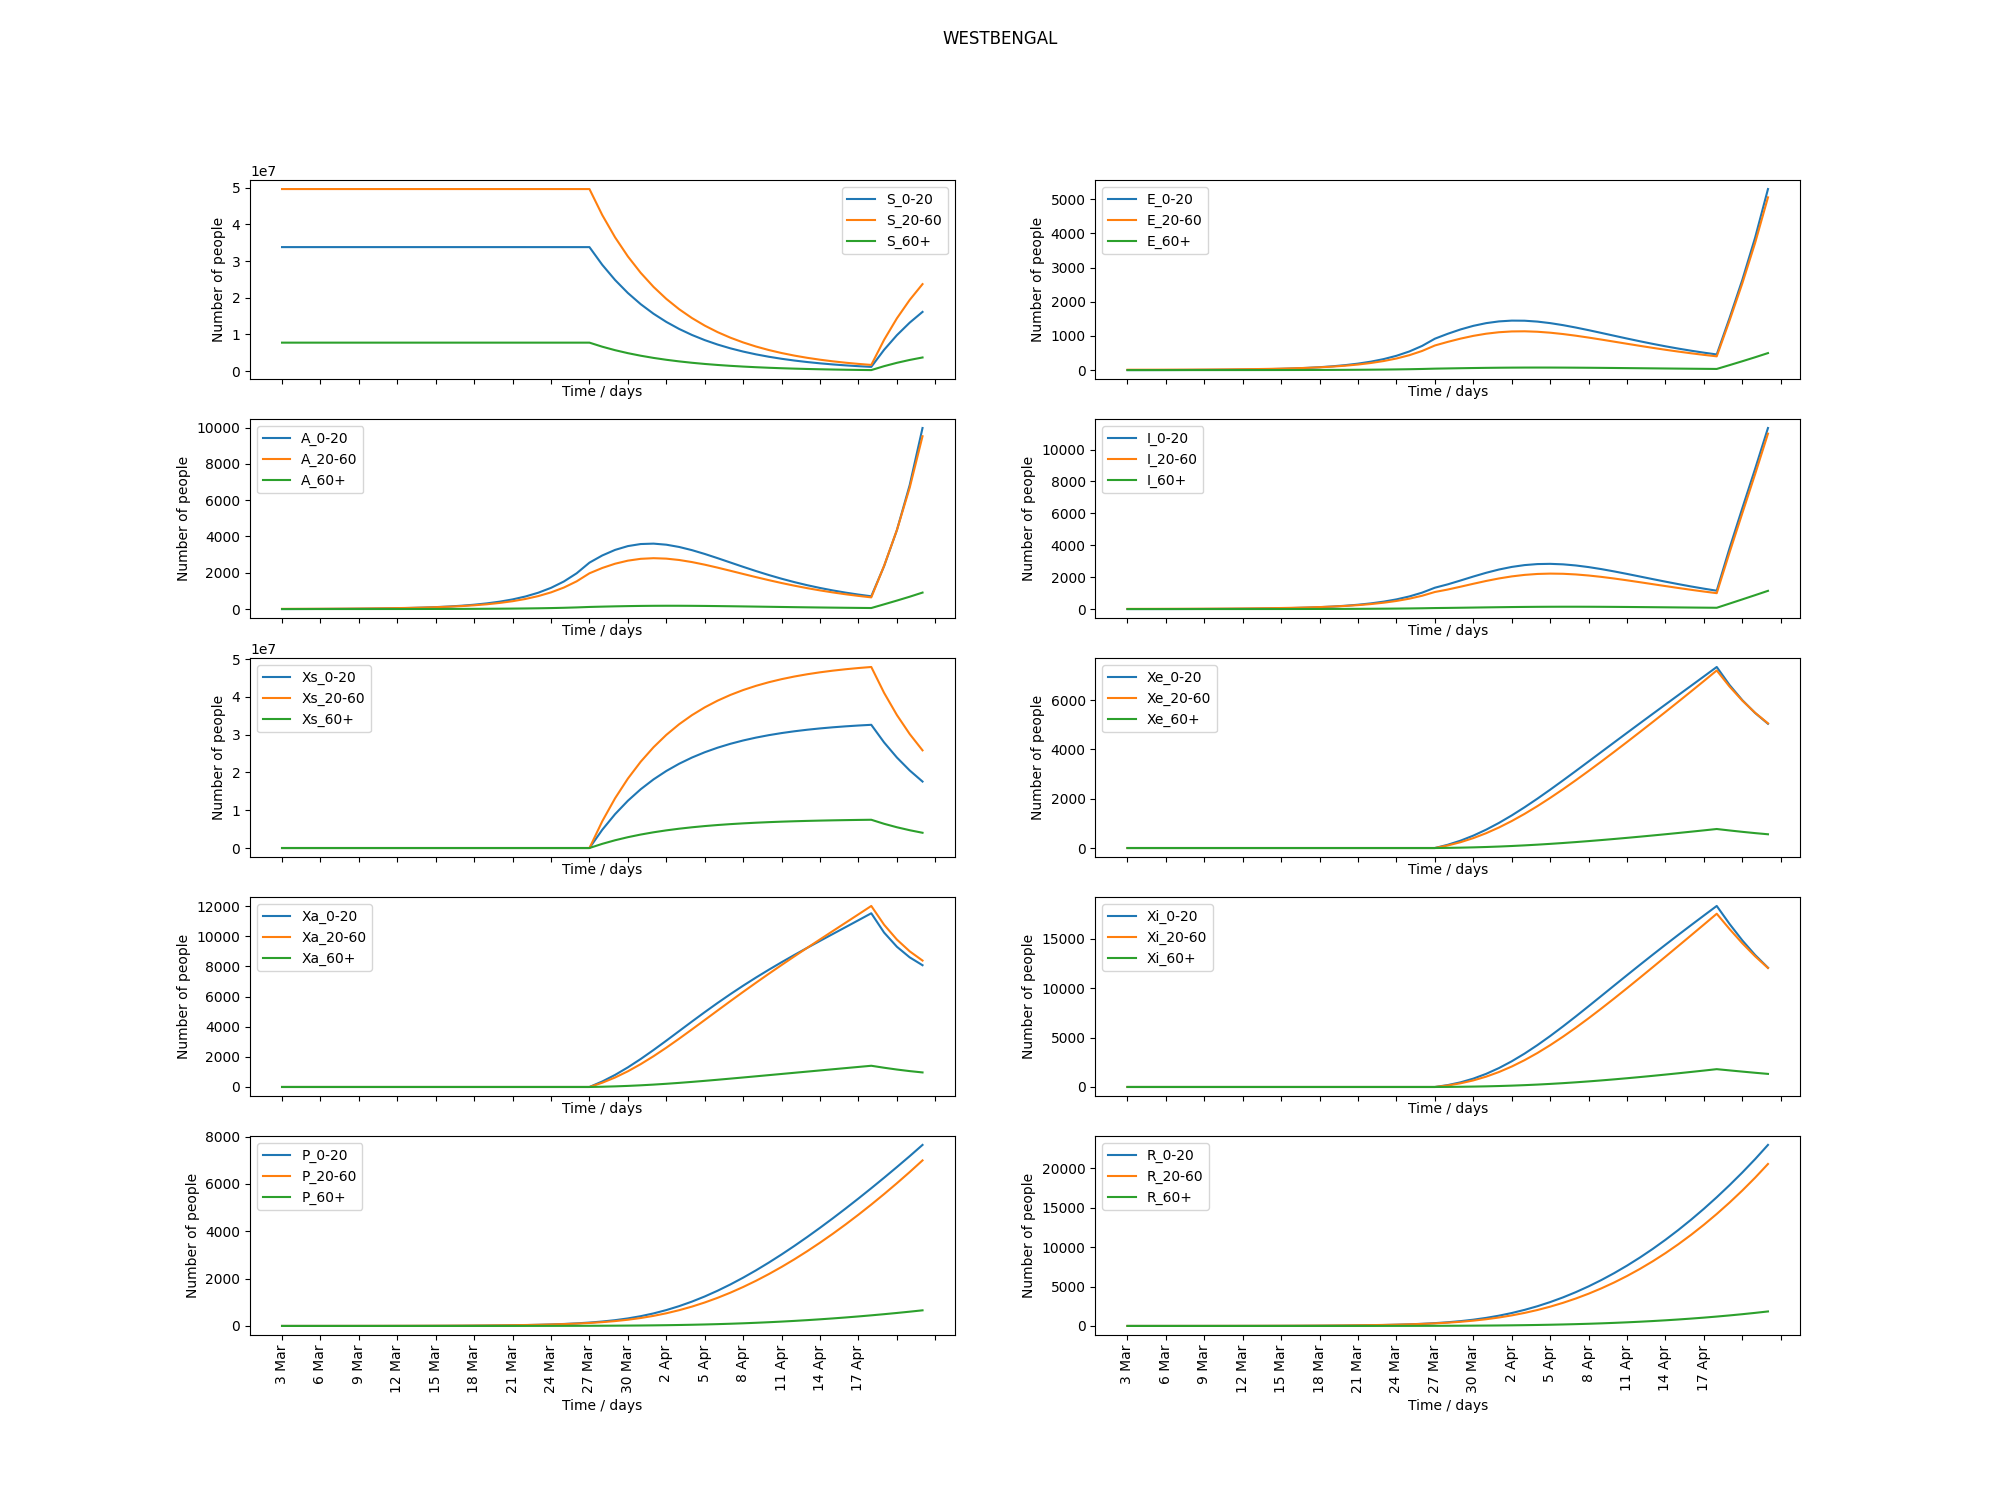 WESTBENGAL
1e7
5
4
3
2
1
0
Number of people
Time / days
S_0-20
S_20-60
S_60+
5000
4000
3000
2000
1000
0
Number of people
Time / days
E_0-20
E_20-60
E_60+
10000
8000
6000
4000
2000
0
Number of people
Time / days
A_0-20
A_20-60
A_60+
10000
8000
6000
4000
2000
0
Number of people
Time / days
I_0-20
I_20-60
I_60+
1e7
5
4
3
2
1
0
Number of people
Time / days
Xs_0-20
Xs_20-60
Xs_60+
6000
4000
2000
0
Number of people
Time / days
Xe_0-20
Xe_20-60
Xe_60+
12000
10000
8000
6000
4000
2000
0
Number of people
Time / days
Xa_0-20
Xa_20-60
Xa_60+
15000
10000
5000
0
Number of people
Time / days
Xi_0-20
Xi_20-60
Xi_60+
8000
6000
4000
2000
0
Number of people
P_0-20
P_20-60
P_60+
3 Mar
6 Mar
9 Mar
12 Mar
15 Mar
18 Mar
21 Mar
24 Mar
27 Mar
30 Mar
2 Apr
5 Apr
8 Apr
11 Apr
14 Apr
17 Apr
Time / days
20000
15000
10000
5000
0
Number of people
R_0-20
R_20-60
R_60+
3 Mar
6 Mar
9 Mar
12 Mar
15 Mar
18 Mar
21 Mar
24 Mar
27 Mar
30 Mar
2 Apr
5 Apr
8 Apr
11 Apr
14 Apr
17 Apr
Time / days